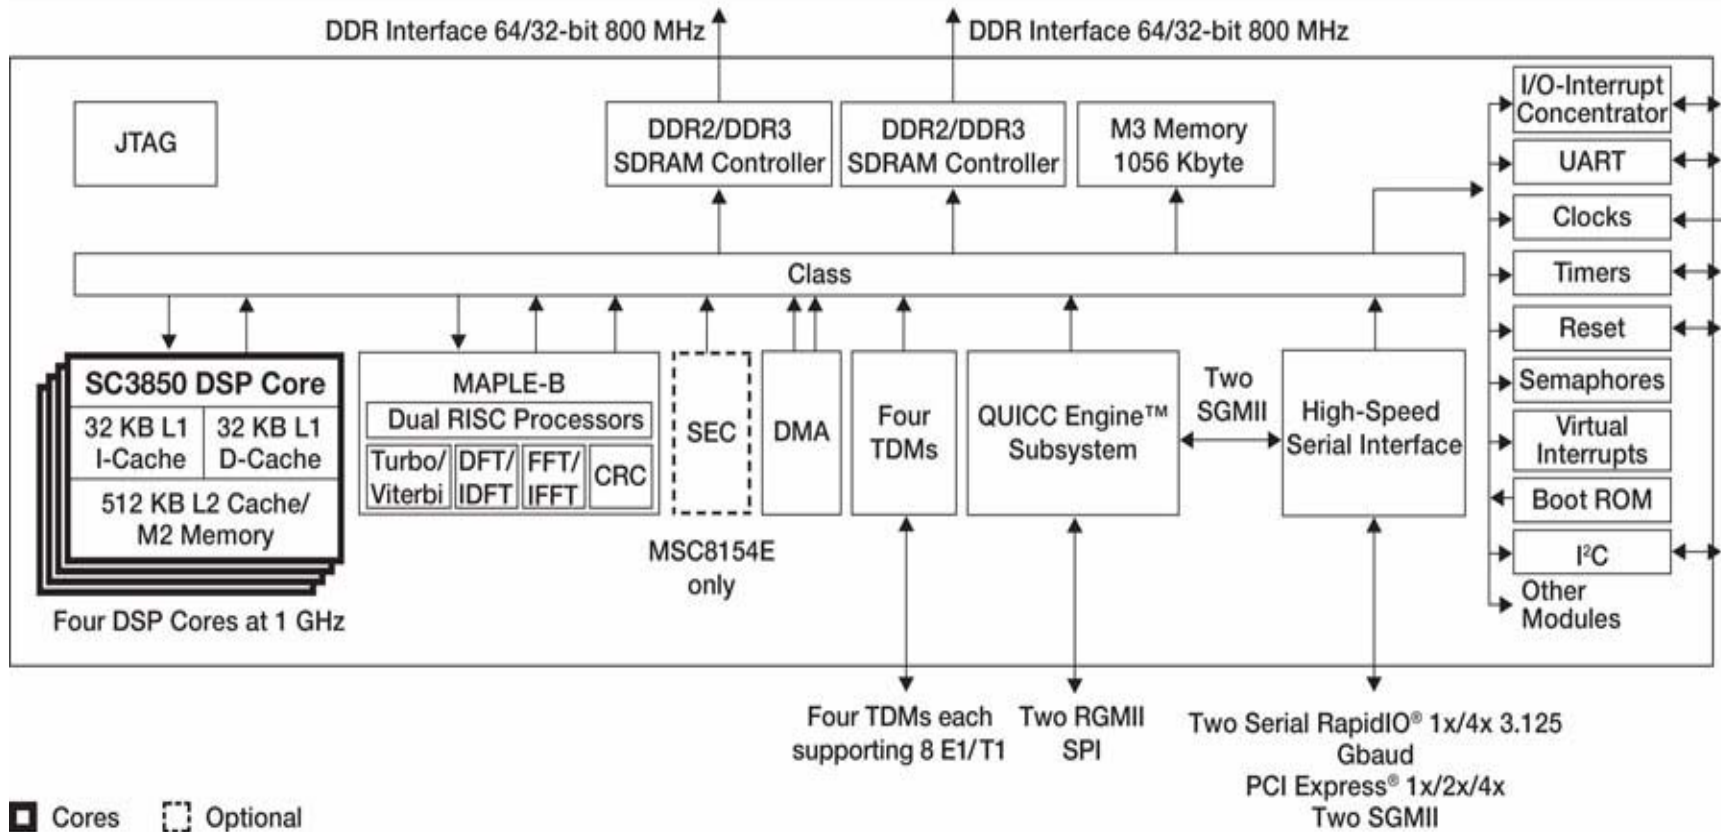 DDR Interface 64/32-bit 800 MHz
DDR Interface 64/32-bit 800 MHz
JTAG
DDR2/DDR3
SDRAM Controller
DDR2/DDR3
SDRAM Controller
M3 Memory
1056 Kbyte
I/O-Interrupt
Concentrator
UART
Clocks
Timers
Reset
Semaphores
Virtual
Interrupts
Boot ROM
I²C
Other
Modules
Class
SC3850 DSP Core
32 KB L1
I-Cache
32 KB L1
D-Cache
512 KB L2 Cache/
M2 Memory
Four DSP Cores at 1 GHz
MAPLE-B
Dual RISC Processors
Turbo/
Viterbi
DFT/
IDFT
FFT/
IFFT
CRC
SEC
MSC8154E
only
DMA
Four
TDMs
QUICC Engine™
Subsystem
Two
SGMII
High-Speed
Serial Interface
Four TDMs each
supporting 8 E1/T1
Two RGMII
SPI
Two Serial RapidIO® 1x/4x 3.125
Gbaud
PCI Express® 1x/2x/4x
Two SGMII
Cores
Optional